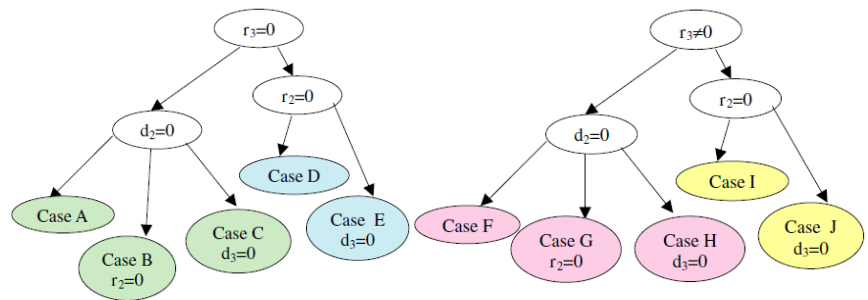 r₃=0
r₂=0
d₂=0
Case A
Case B
r₂=0
Case C
d₃=0
Case D
Case E
d₃=0
r₃≠0
r₂=0
d₂=0
Case F
Case G
r₂=0
Case H
d₃=0
Case I
Case J
d₃=0